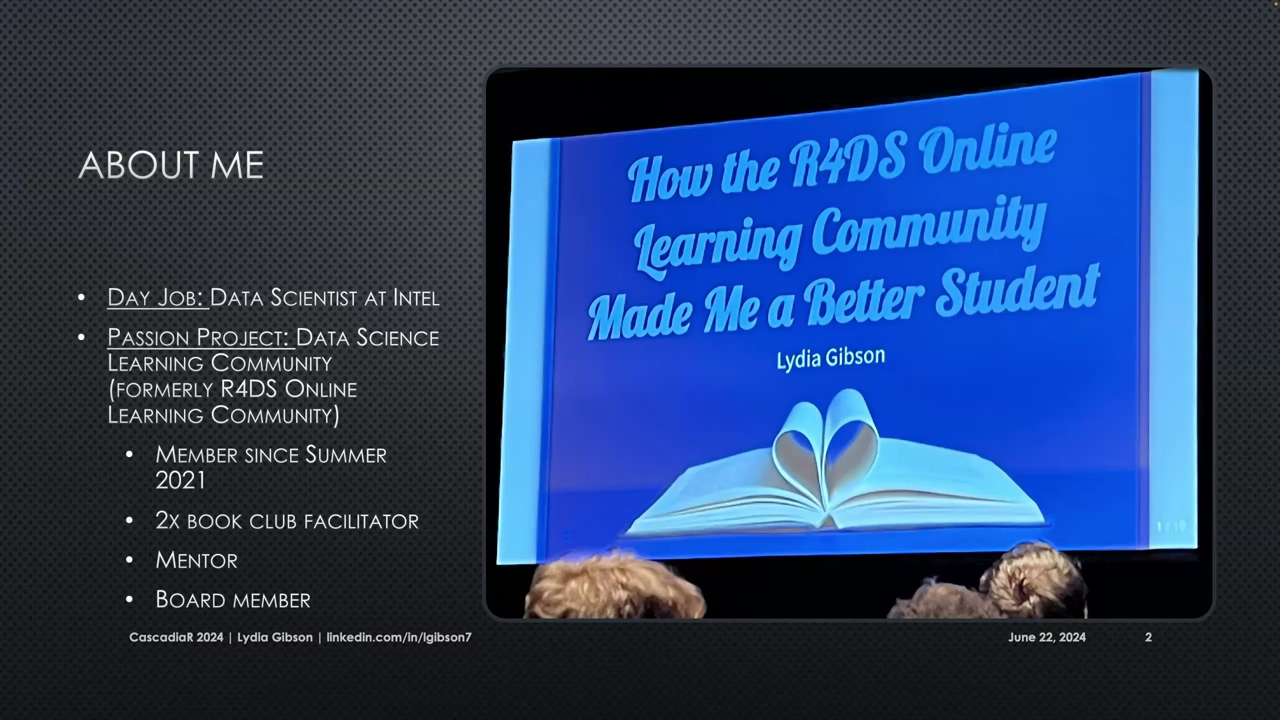 ABOUT ME
• DAY JOB: DATA SCIENTIST AT INTEL
• PASSION PROJECT: DATA SCIENCE
LEARNING COMMUNITY
(FORMERLY R4DS ONLINE
LEARNING COMMUNITY)
• MEMBER SINCE SUMMER
2021
• 2X BOOK CLUB FACILITATOR
• MENTOR
• BOARD MEMBER
How the R4DS Online
Learning Community
Made Me a Better Student
Lydia Gibson
1 / 10
CascadiaR 2024 | Lydia Gibson | linkedin.com/in/lgibson7
June 22, 2024
2